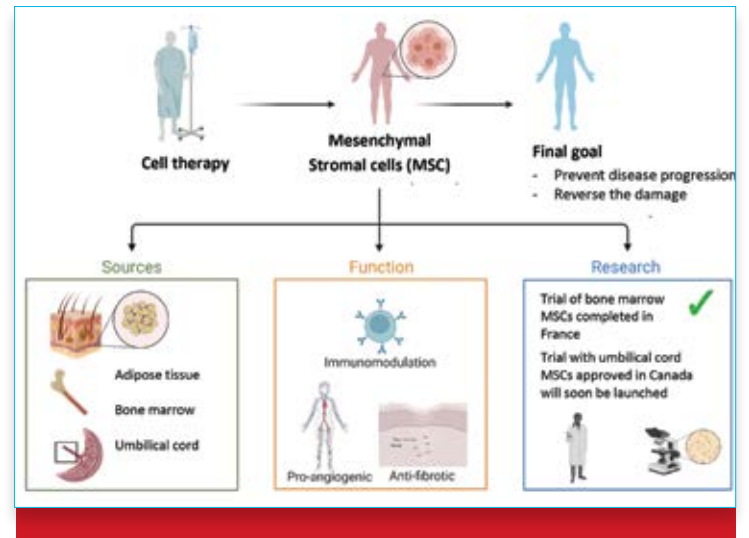 Cell therapy
Mesenchymal
Stromal cells (MSC)
Final goal
- Prevent disease progression
- Reverse the damage
Sources
Function
Research
Adipose tissue
Bone marrow
Umbilical cord
Immunomodulation
Pro-angiogenic
Anti-fibrotic
Trial of bone marrow
MSCs completed in
France
Trial with umbilical cord
MSCs approved in Canada
will soon be launched